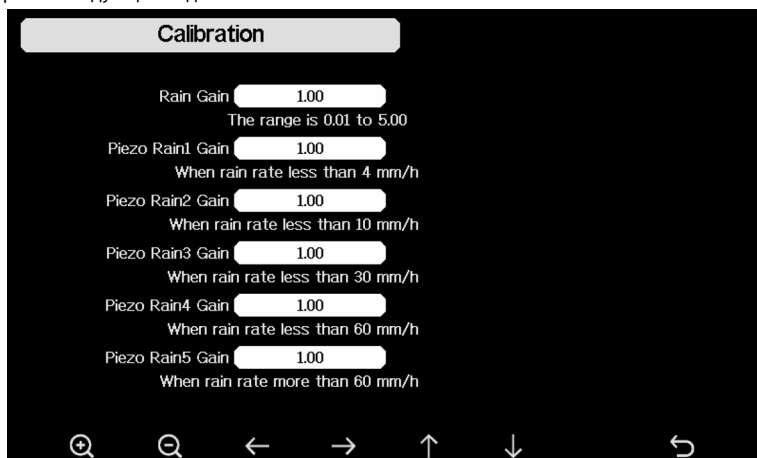 Calibration
Rain Gain 1.00
The range is 0.01 to 5.00
Piezo Rain1 Gain 1.00
When rain rate less than 4 mm/h
Piezo Rain2 Gain 1.00
When rain rate less than 10 mm/h
Piezo Rain3 Gain 1.00
When rain rate less than 30 mm/h
Piezo Rain4 Gain 1.00
When rain rate less than 60 mm/h
Piezo Rain5 Gain 1.00
When rain rate more than 60 mm/h